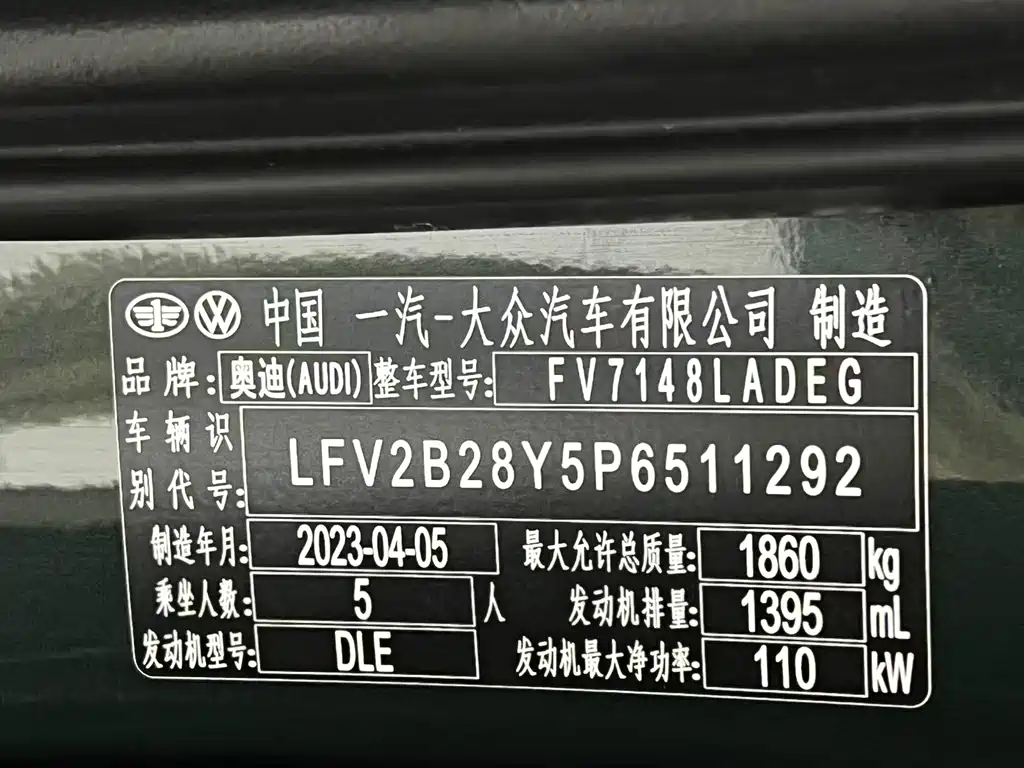 中国 一汽-大众汽车有限公司 制造
品牌: 奥迪(AUDI) 整车型号: FV7148LADEG
车辆识别代号: LFV2B28Y5P6511292
制造年月: 2023-04-05 最大允许总质量: 1860 kg
乘坐人数: 5 人 发动机排量: 1395 mL
发动机型号: DLE 发动机最大净功率: 110 kW